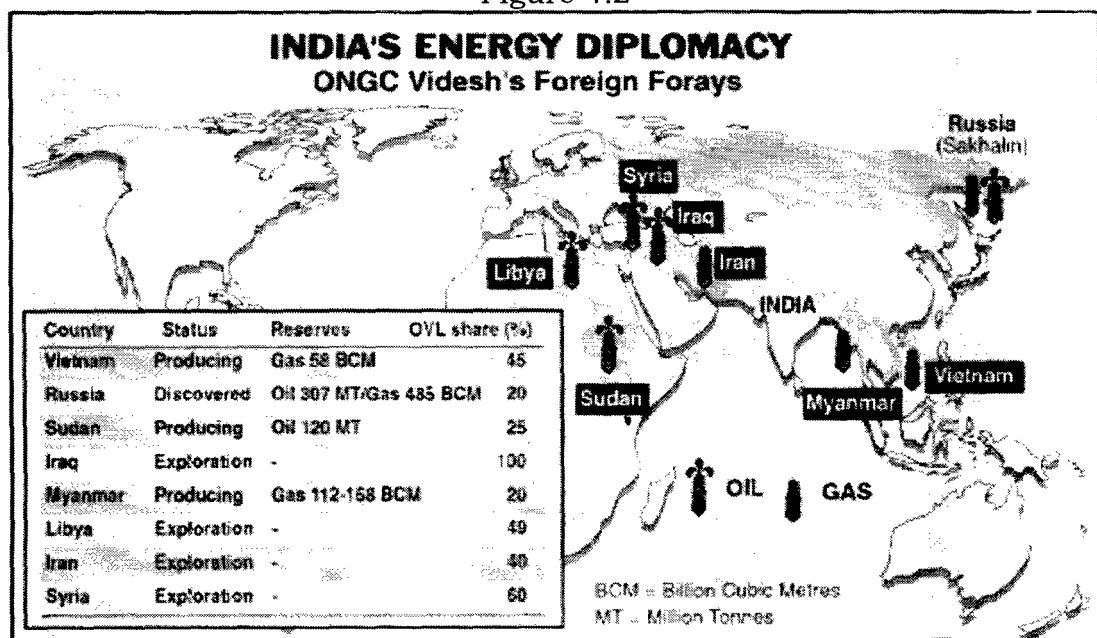 Figure 4.2
INDIA'S ENERGY DIPLOMACY
ONGC Videsh's Foreign Forays
Russia
(Sakhalin)
Syria
Iraq
Libya
Iran
INDIA
Sudan
Myanmar
Vietnam
Country Status Reserves OVL share (%)
Vietnam Producing Gas 58 BCM 45
Russia Discovered Oil 307 MT/Gas 485 BCM 20
Sudan Producing Oil 120 MT 25
Iraq Exploration - 100
Myanmar Producing Gas 112-158 BCM 20
Libya Exploration - 49
Iran Exploration - 40
Syria Exploration - 60
OIL GAS
BCM = Billion Cubic Metres
MT = Million Tonnes